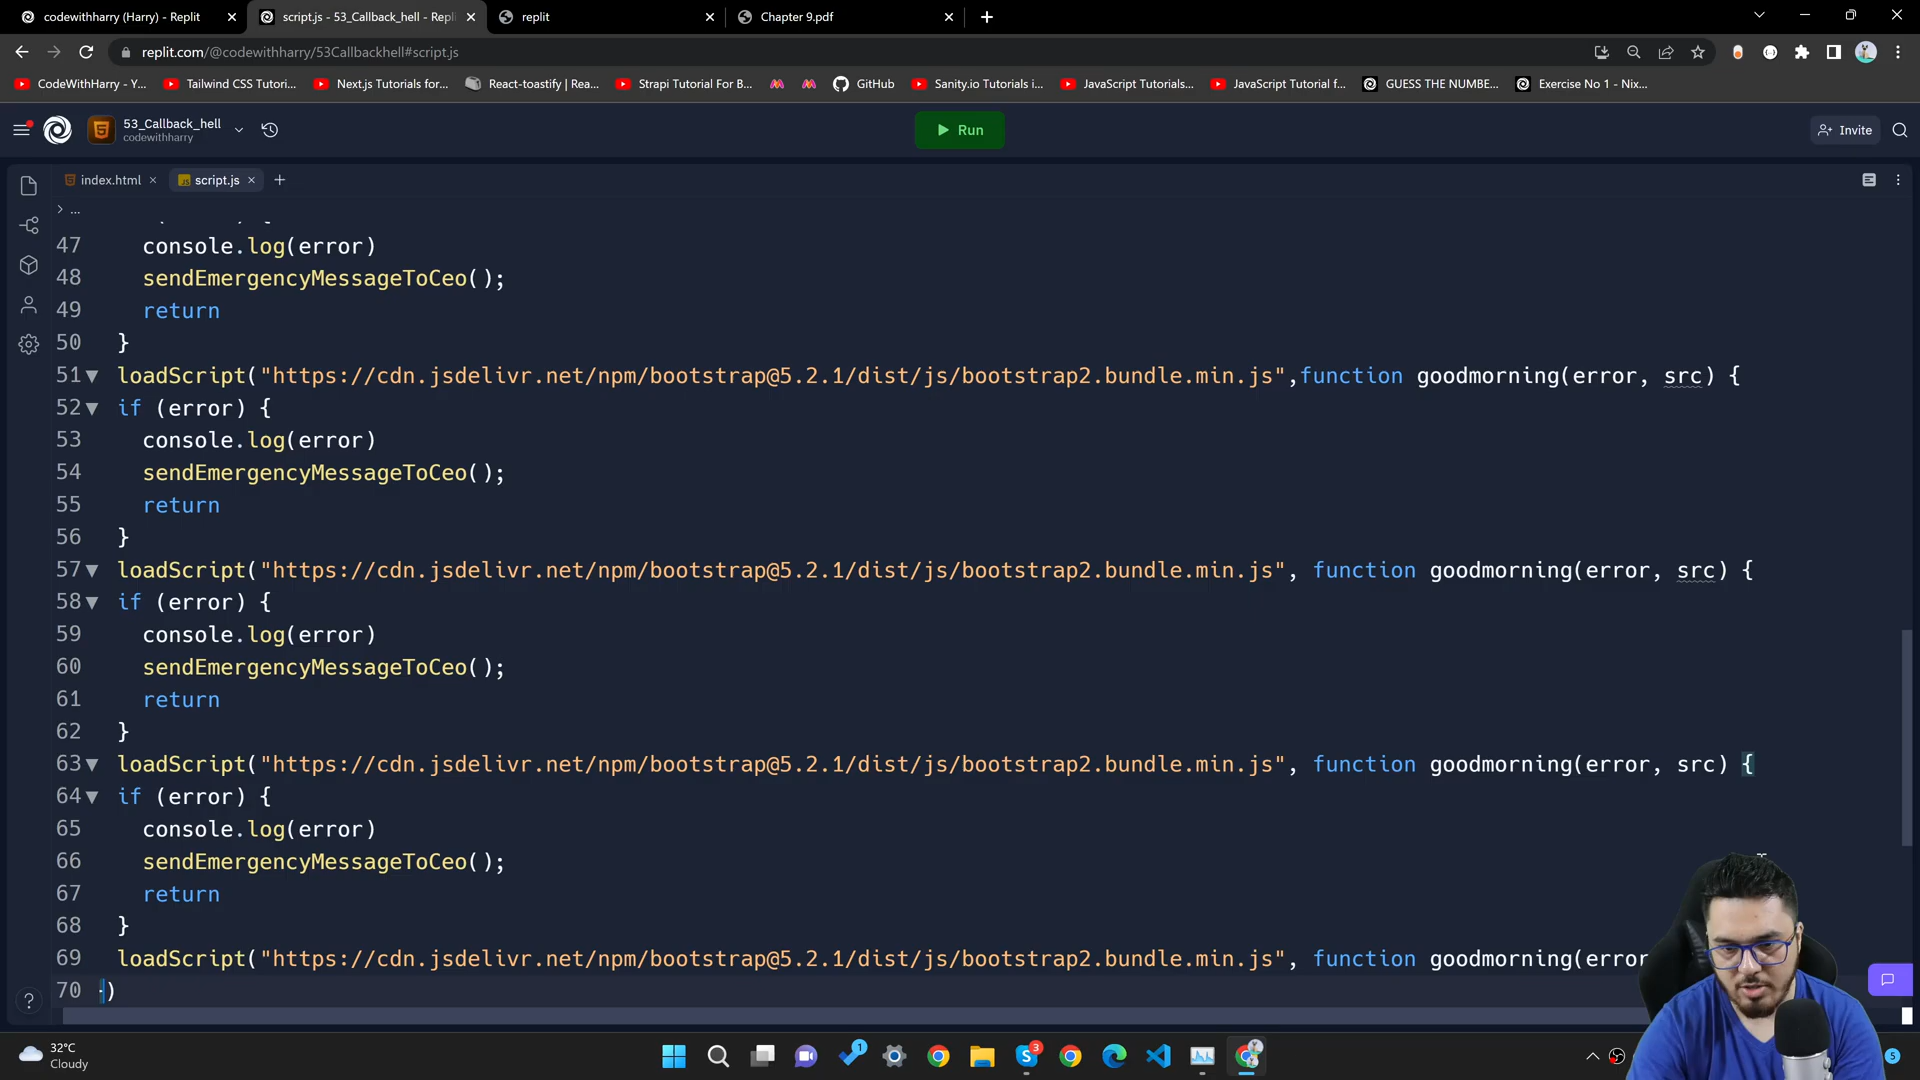 codewithharry (Harry) - Replit
script.js - 53_Callback_hell - Repli
replit
Chapter 9.pdf
replit.com/@codewithharry/53Callbackhell#script.js
CodeWithHarry - Y...
Tailwind CSS Tutori...
Next.js Tutorials for...
React-toastify | Rea...
Strapi Tutorial For B...
GitHub
Sanity.io Tutorials i...
JavaScript Tutorials...
JavaScript Tutorial f...
GUESS THE NUMBE...
Exercise No 1 - Nix...
53_Callback_hell
codewithharry
Run
Invite
index.html
script.js
...
47 console.log(error)
48 sendEmergencyMessageToCeo();
49 return
50 }
51 loadScript("https://cdn.jsdelivr.net/npm/bootstrap@5.2.1/dist/js/bootstrap2.bundle.min.js",function goodmorning(error, src) {
52 if (error) {
53 console.log(error)
54 sendEmergencyMessageToCeo();
55 return
56 }
57 loadScript("https://cdn.jsdelivr.net/npm/bootstrap@5.2.1/dist/js/bootstrap2.bundle.min.js", function goodmorning(error, src) {
58 if (error) {
59 console.log(error)
60 sendEmergencyMessageToCeo();
61 return
62 }
63 loadScript("https://cdn.jsdelivr.net/npm/bootstrap@5.2.1/dist/js/bootstrap2.bundle.min.js", function goodmorning(error, src) {
64 if (error) {
65 console.log(error)
66 sendEmergencyMessageToCeo();
67 return
68 }
69 loadScript("https://cdn.jsdelivr.net/npm/bootstrap@5.2.1/dist/js/bootstrap2.bundle.min.js", function goodmorning(error
70 })
?
32°C
Cloudy
1
3
5